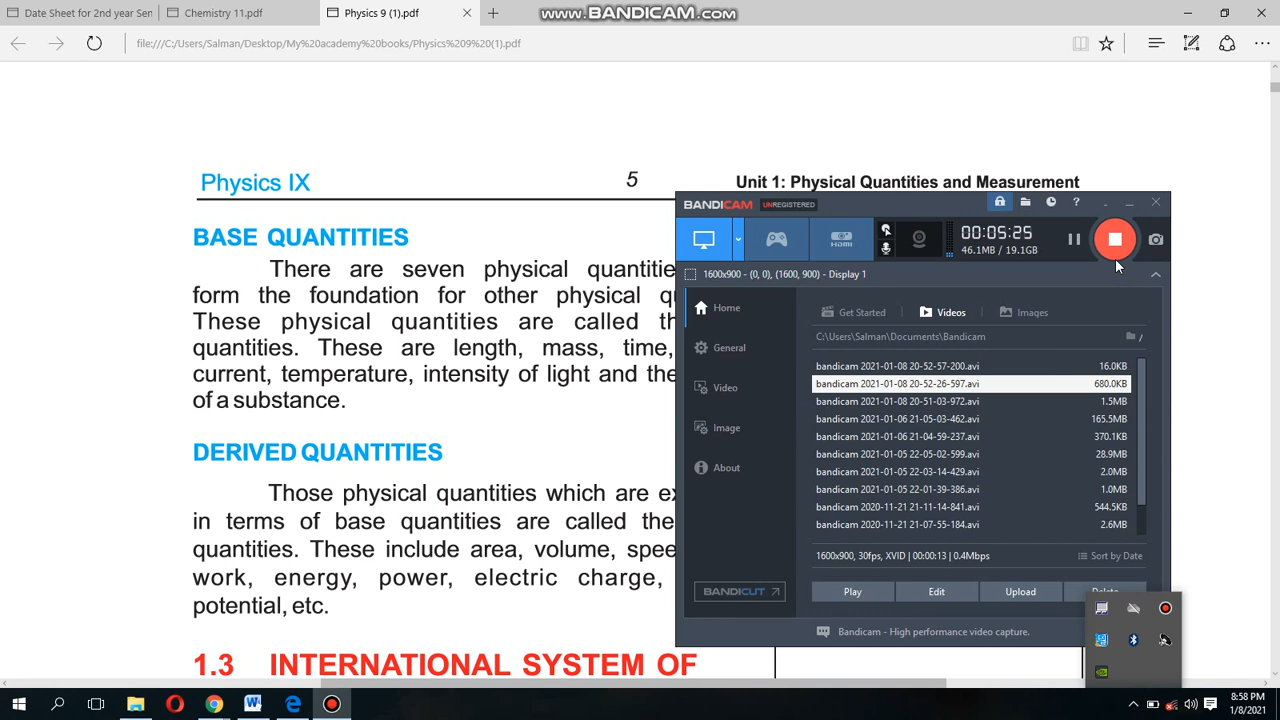 Date Sheet for 2nd year Sen
Chemistry 11.pdf
Physics 9 (1).pdf
www.BANDICAM.com
file:///C:/Users/Salman/Desktop/My%20academy%20books/Physics%209%20(1).pdf
Physics IX
5
Unit 1: Physical Quantities and Measurement
BASE QUANTITIES
There are seven physical quantitie
form the foundation for other physical q
These physical quantities are called th
quantities. These are length, mass, time,
current, temperature, intensity of light and the
of a substance.
DERIVED QUANTITIES
Those physical quantities which are e
in terms of base quantities are called the
quantities. These include area, volume, spee
work, energy, power, electric charge,
potential, etc.
1.3 INTERNATIONAL SYSTEM OF
BANDICAM UNREGISTERED
HDMI
00:05:25
46.1MB / 19.1GB
1600x900 - (0, 0), (1600, 900) - Display 1
Home
General
Video
Image
About
BANDICUT
Get Started
Videos
Images
C:\Users\Salman\Documents\Bandicam
bandicam 2021-01-08 20-52-57-200.avi 16.0KB
bandicam 2021-01-08 20-52-26-597.avi 680.0KB
bandicam 2021-01-08 20-51-03-972.avi 1.5MB
bandicam 2021-01-06 21-05-03-462.avi 165.5MB
bandicam 2021-01-06 21-04-59-237.avi 370.1KB
bandicam 2021-01-05 22-05-02-599.avi 28.9MB
bandicam 2021-01-05 22-03-14-429.avi 2.0MB
bandicam 2021-01-05 22-01-39-386.avi 1.0MB
bandicam 2020-11-21 21-11-14-841.avi 544.5KB
bandicam 2020-11-21 21-07-55-184.avi 2.6MB
1600x900, 30fps, XVID | 00:00:13 | 0.4Mbps
Sort by Date
Play
Edit
Upload
Delete
Bandicam - High performance video capture.
8:58 PM
1/8/2021